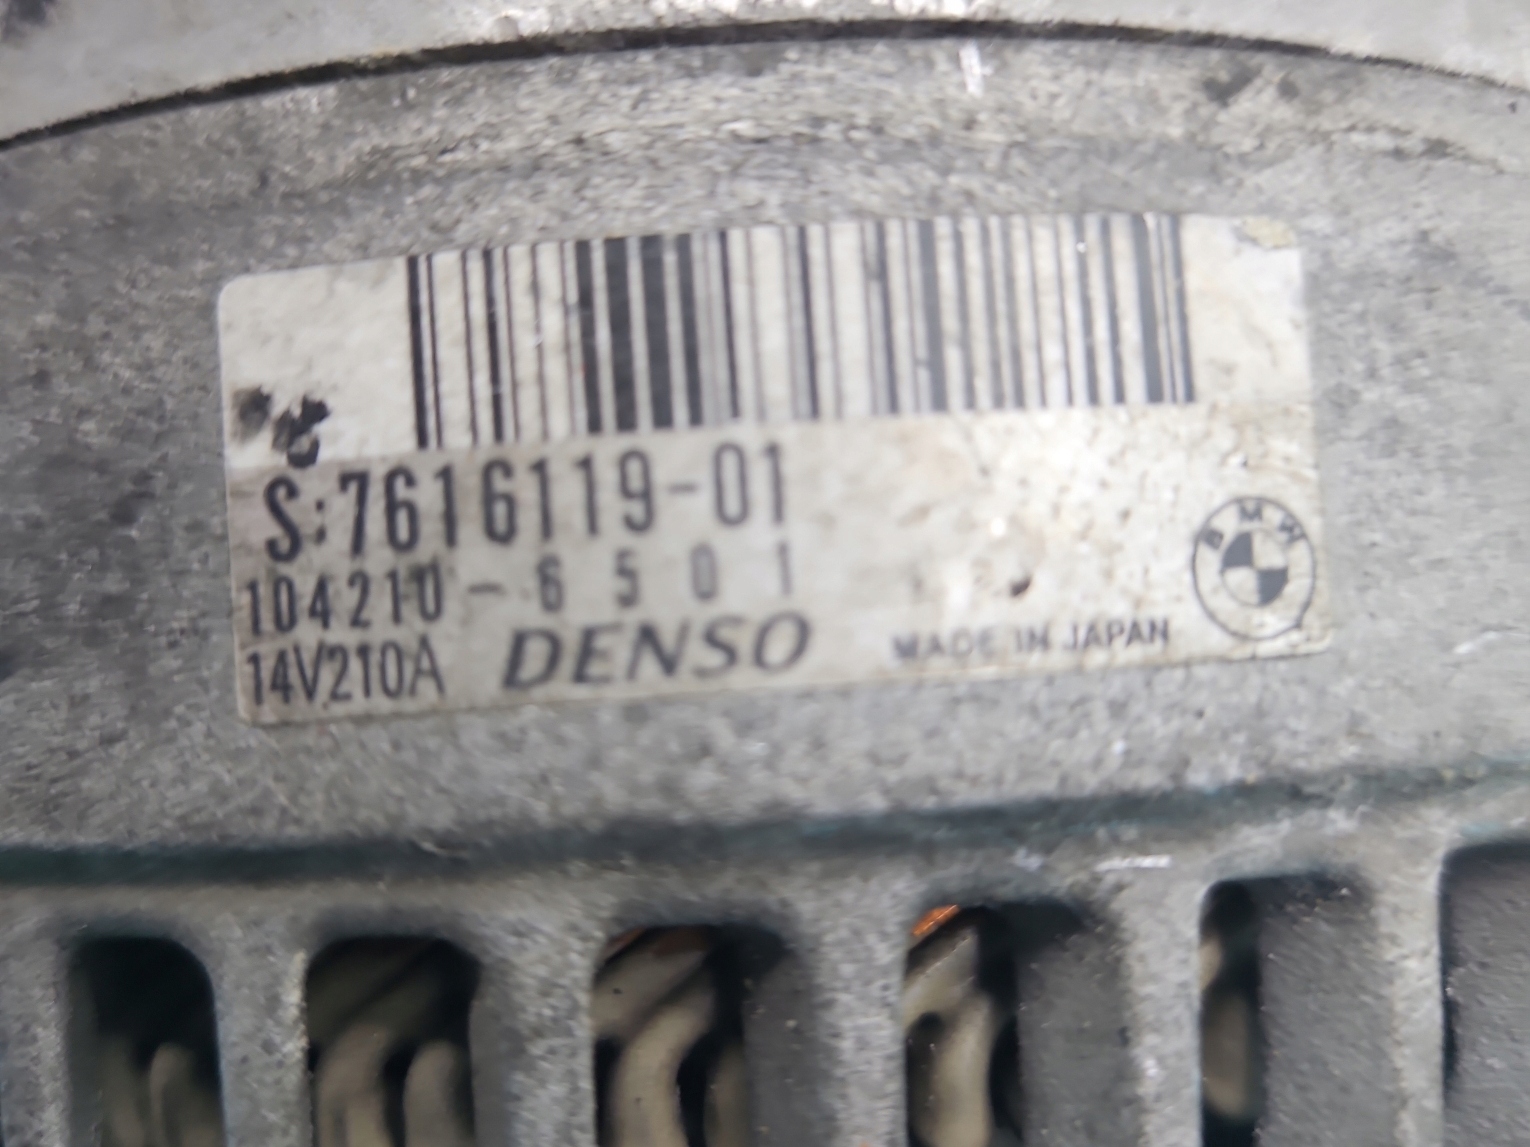 S:7616119-01
104210-6501
14V210A DENSO MADE IN JAPAN
BMW